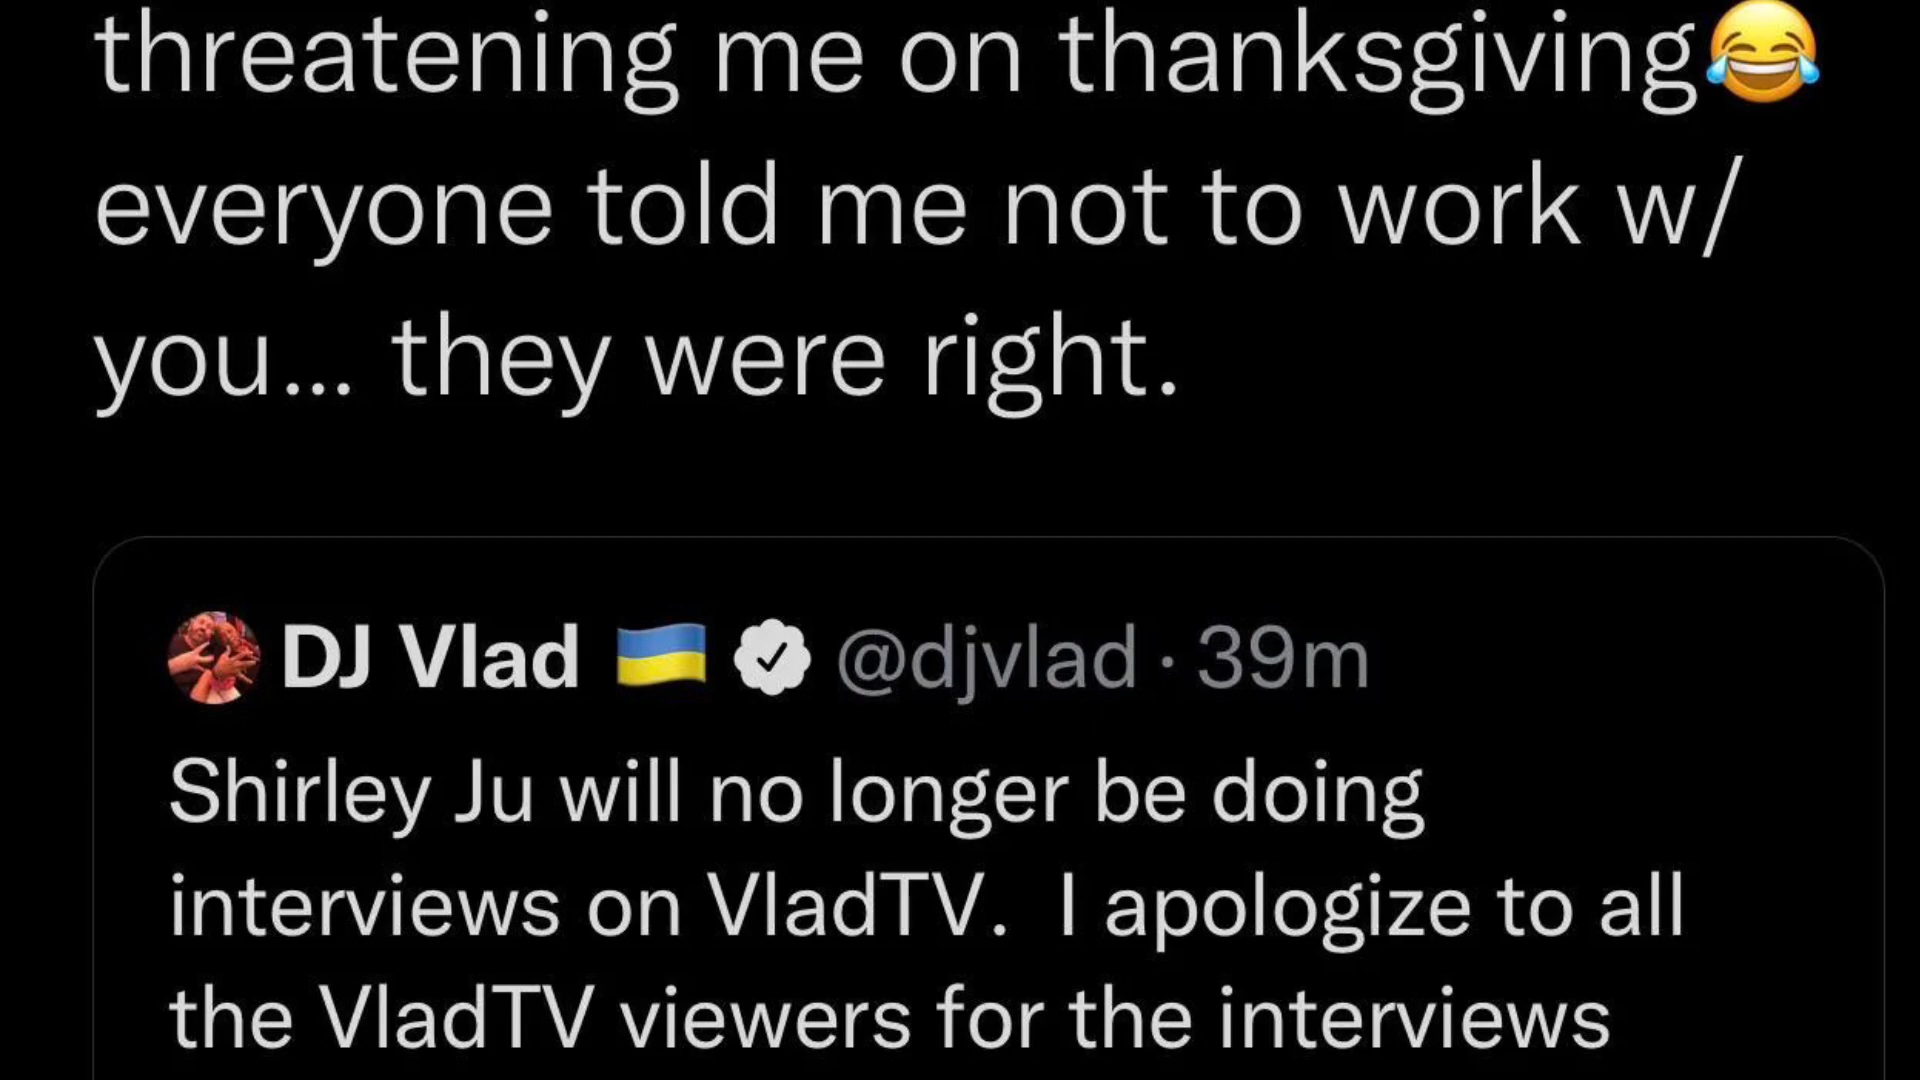 threatening me on thanksgiving😂
everyone told me not to work w/
you... they were right.
DJ Vlad 🇺🇦 @djvlad · 39m
Shirley Ju will no longer be doing
interviews on VladTV.  I apologize to all
the VladTV viewers for the interviews